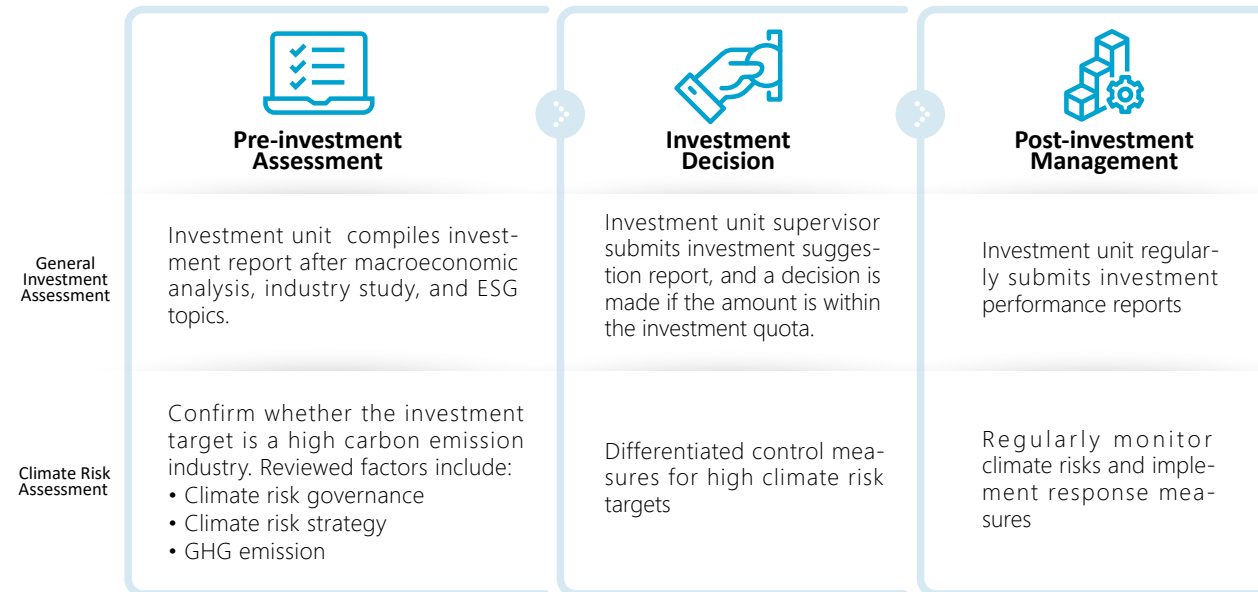 Pre-investment
Assessment
Investment
Decision
Post-investment
Management
General
Investment
Assessment
Investment unit compiles invest-
ment report after macroeconomic
analysis, industry study, and ESG
topics.
Investment unit supervisor
submits investment sugges-
tion report, and a decision is
made if the amount is within
the investment quota.
Investment unit regular-
ly submits investment
performance reports
Climate Risk
Assessment
Confirm whether the investment
target is a high carbon emission
industry. Reviewed factors include:
• Climate risk governance
• Climate risk strategy
• GHG emission
Differentiated control mea-
sures for high climate risk
targets
Regularly monitor
climate risks and imple-
ment response mea-
sures